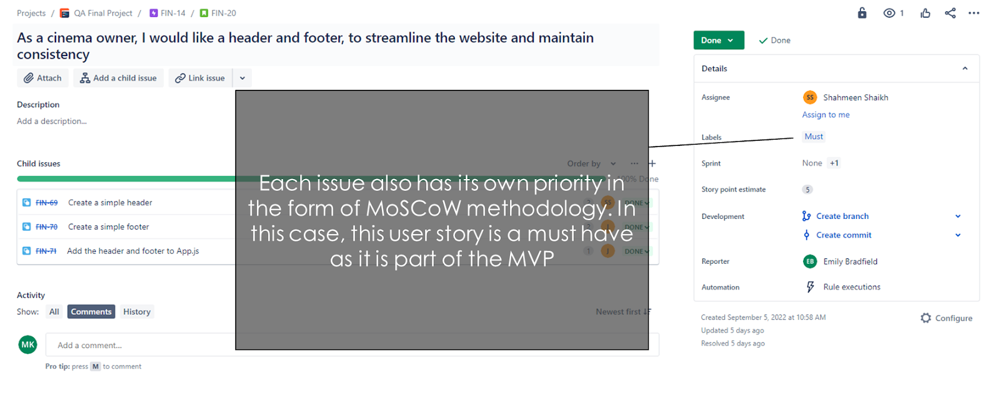 Projects / QA Final Project / FIN-14 / FIN-20
1
As a cinema owner, I would like a header and footer, to streamline the website and maintain
consistency
Attach
Add a child issue
Link issue
Done
Done
Details
Description
Add a description...
Assignee
SS Shahmeen Shaikh
Assign to me
Labels
Must
Child issues
Order by
100% Done
Sprint
None +1
Story point estimate
5
FIN-69 Create a simple header
2 SS DONE
FIN-70 Create a simple footer
2 J DONE
FIN-71 Add the header and footer to App.js
1 J DONE
Each issue also has its own priority in
the form of MoSCoW methodology. In
this case, this user story is a must have
as it is part of the MVP
Development
Create branch
Create commit
Reporter
EB Emily Bradfield
Automation
Rule executions
Activity
Show: All Comments History
Newest first
MK Add a comment...
Pro tip: press M to comment
Created September 5, 2022 at 10:58 AM
Updated 5 days ago
Resolved 5 days ago
Configure